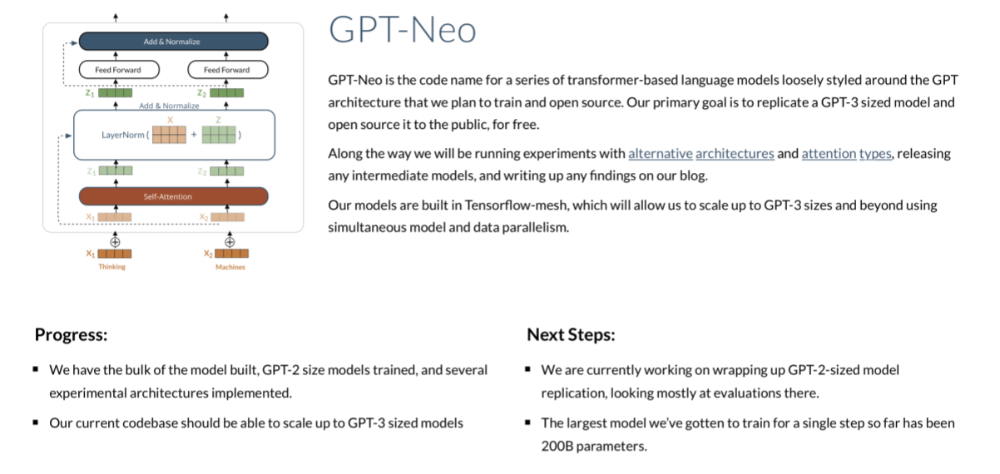 Add & Normalize
Feed Forward
Feed Forward
Z1
Z2
Add & Normalize
X
Z
LayerNorm (
+
)
Z1
Z2
Self-Attention
X1
X2
X1
X2
Thinking
Machines
GPT-Neo
GPT-Neo is the code name for a series of transformer-based language models loosely styled around the GPT
architecture that we plan to train and open source. Our primary goal is to replicate a GPT-3 sized model and
open source it to the public, for free.
Along the way we will be running experiments with alternative architectures and attention types, releasing
any intermediate models, and writing up any findings on our blog.
Our models are built in Tensorflow-mesh, which will allow us to scale up to GPT-3 sizes and beyond using
simultaneous model and data parallelism.
Progress:
▪ We have the bulk of the model built, GPT-2 size models trained, and several
experimental architectures implemented.
▪ Our current codebase should be able to scale up to GPT-3 sized models
Next Steps:
▪ We are currently working on wrapping up GPT-2-sized model
replication, looking mostly at evaluations there.
▪ The largest model we've gotten to train for a single step so far has been
200B parameters.